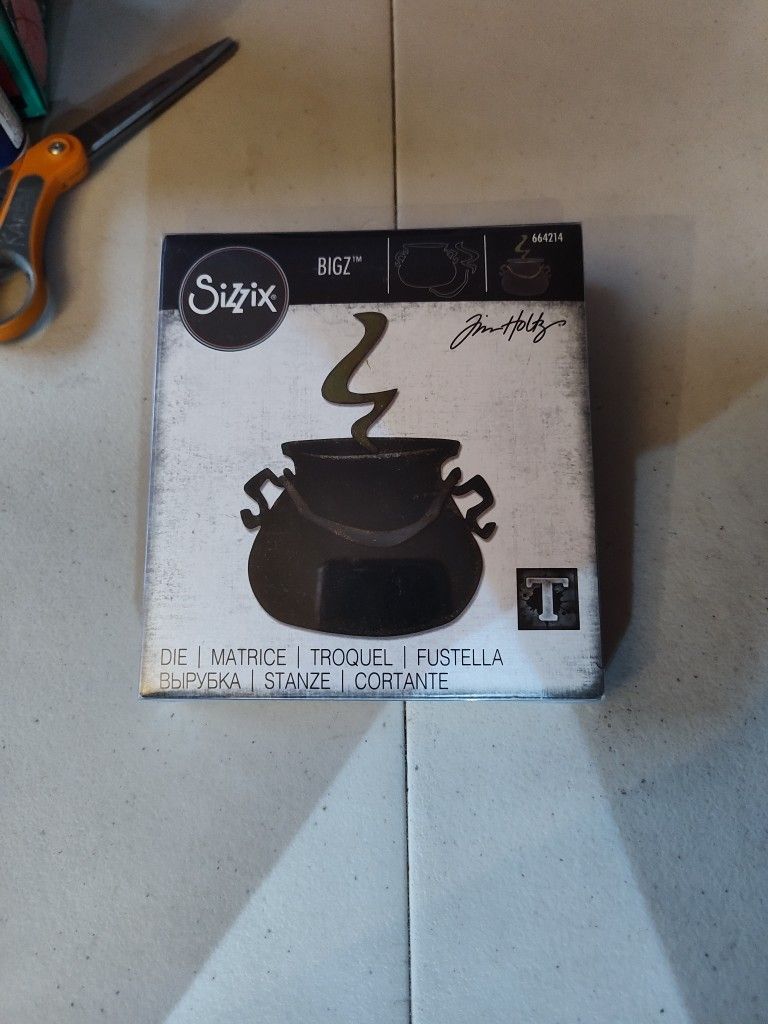 Sizzix®
BIGZ™
664214
Tim Holtz
T
DIE | MATRICE | TROQUEL | FUSTELLA
ВЫРУБКА | STANZE | CORTANTE